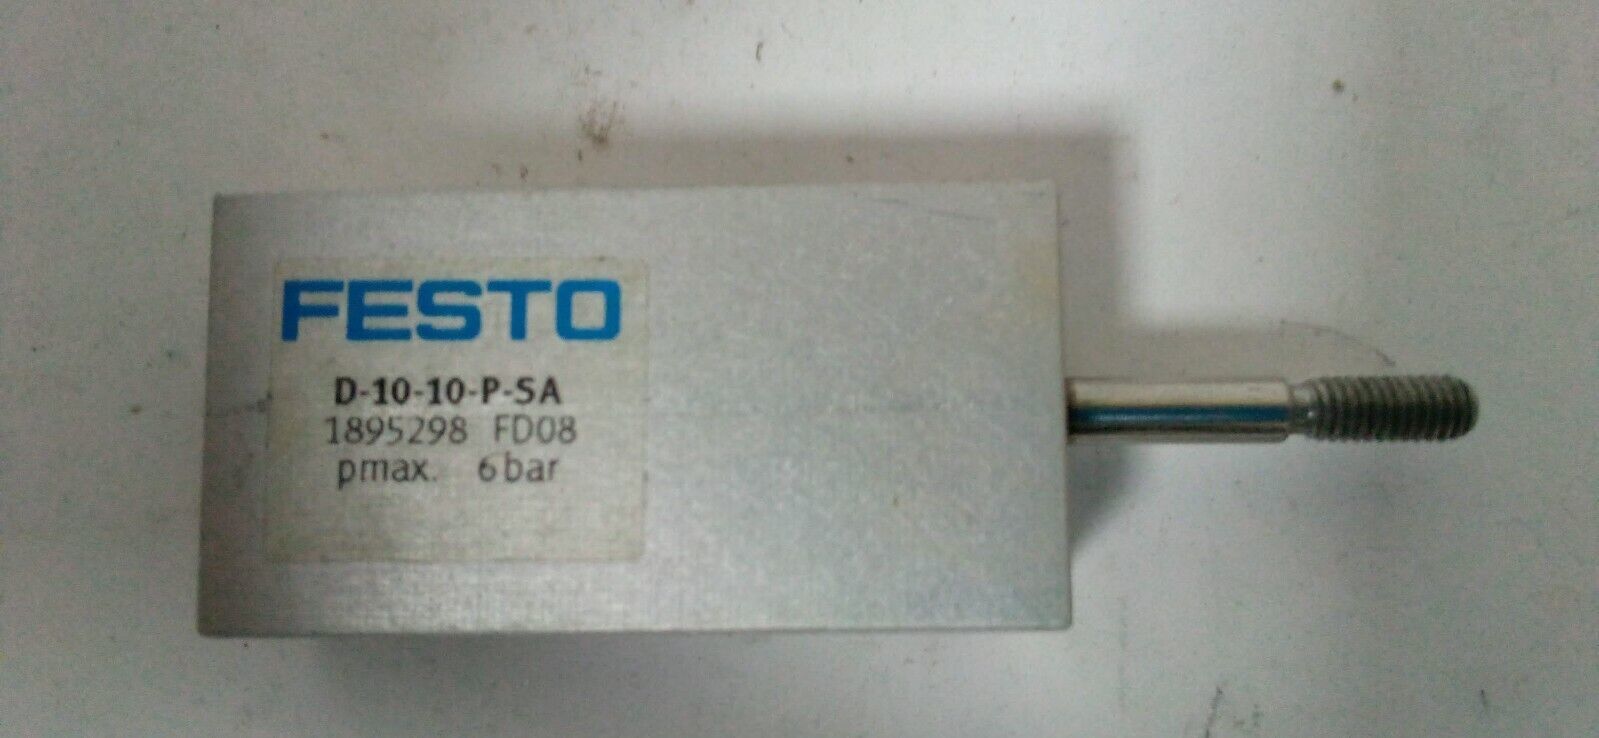 FESTO
D-10-10-P-SA
1895298 FD08
pmax. 6bar